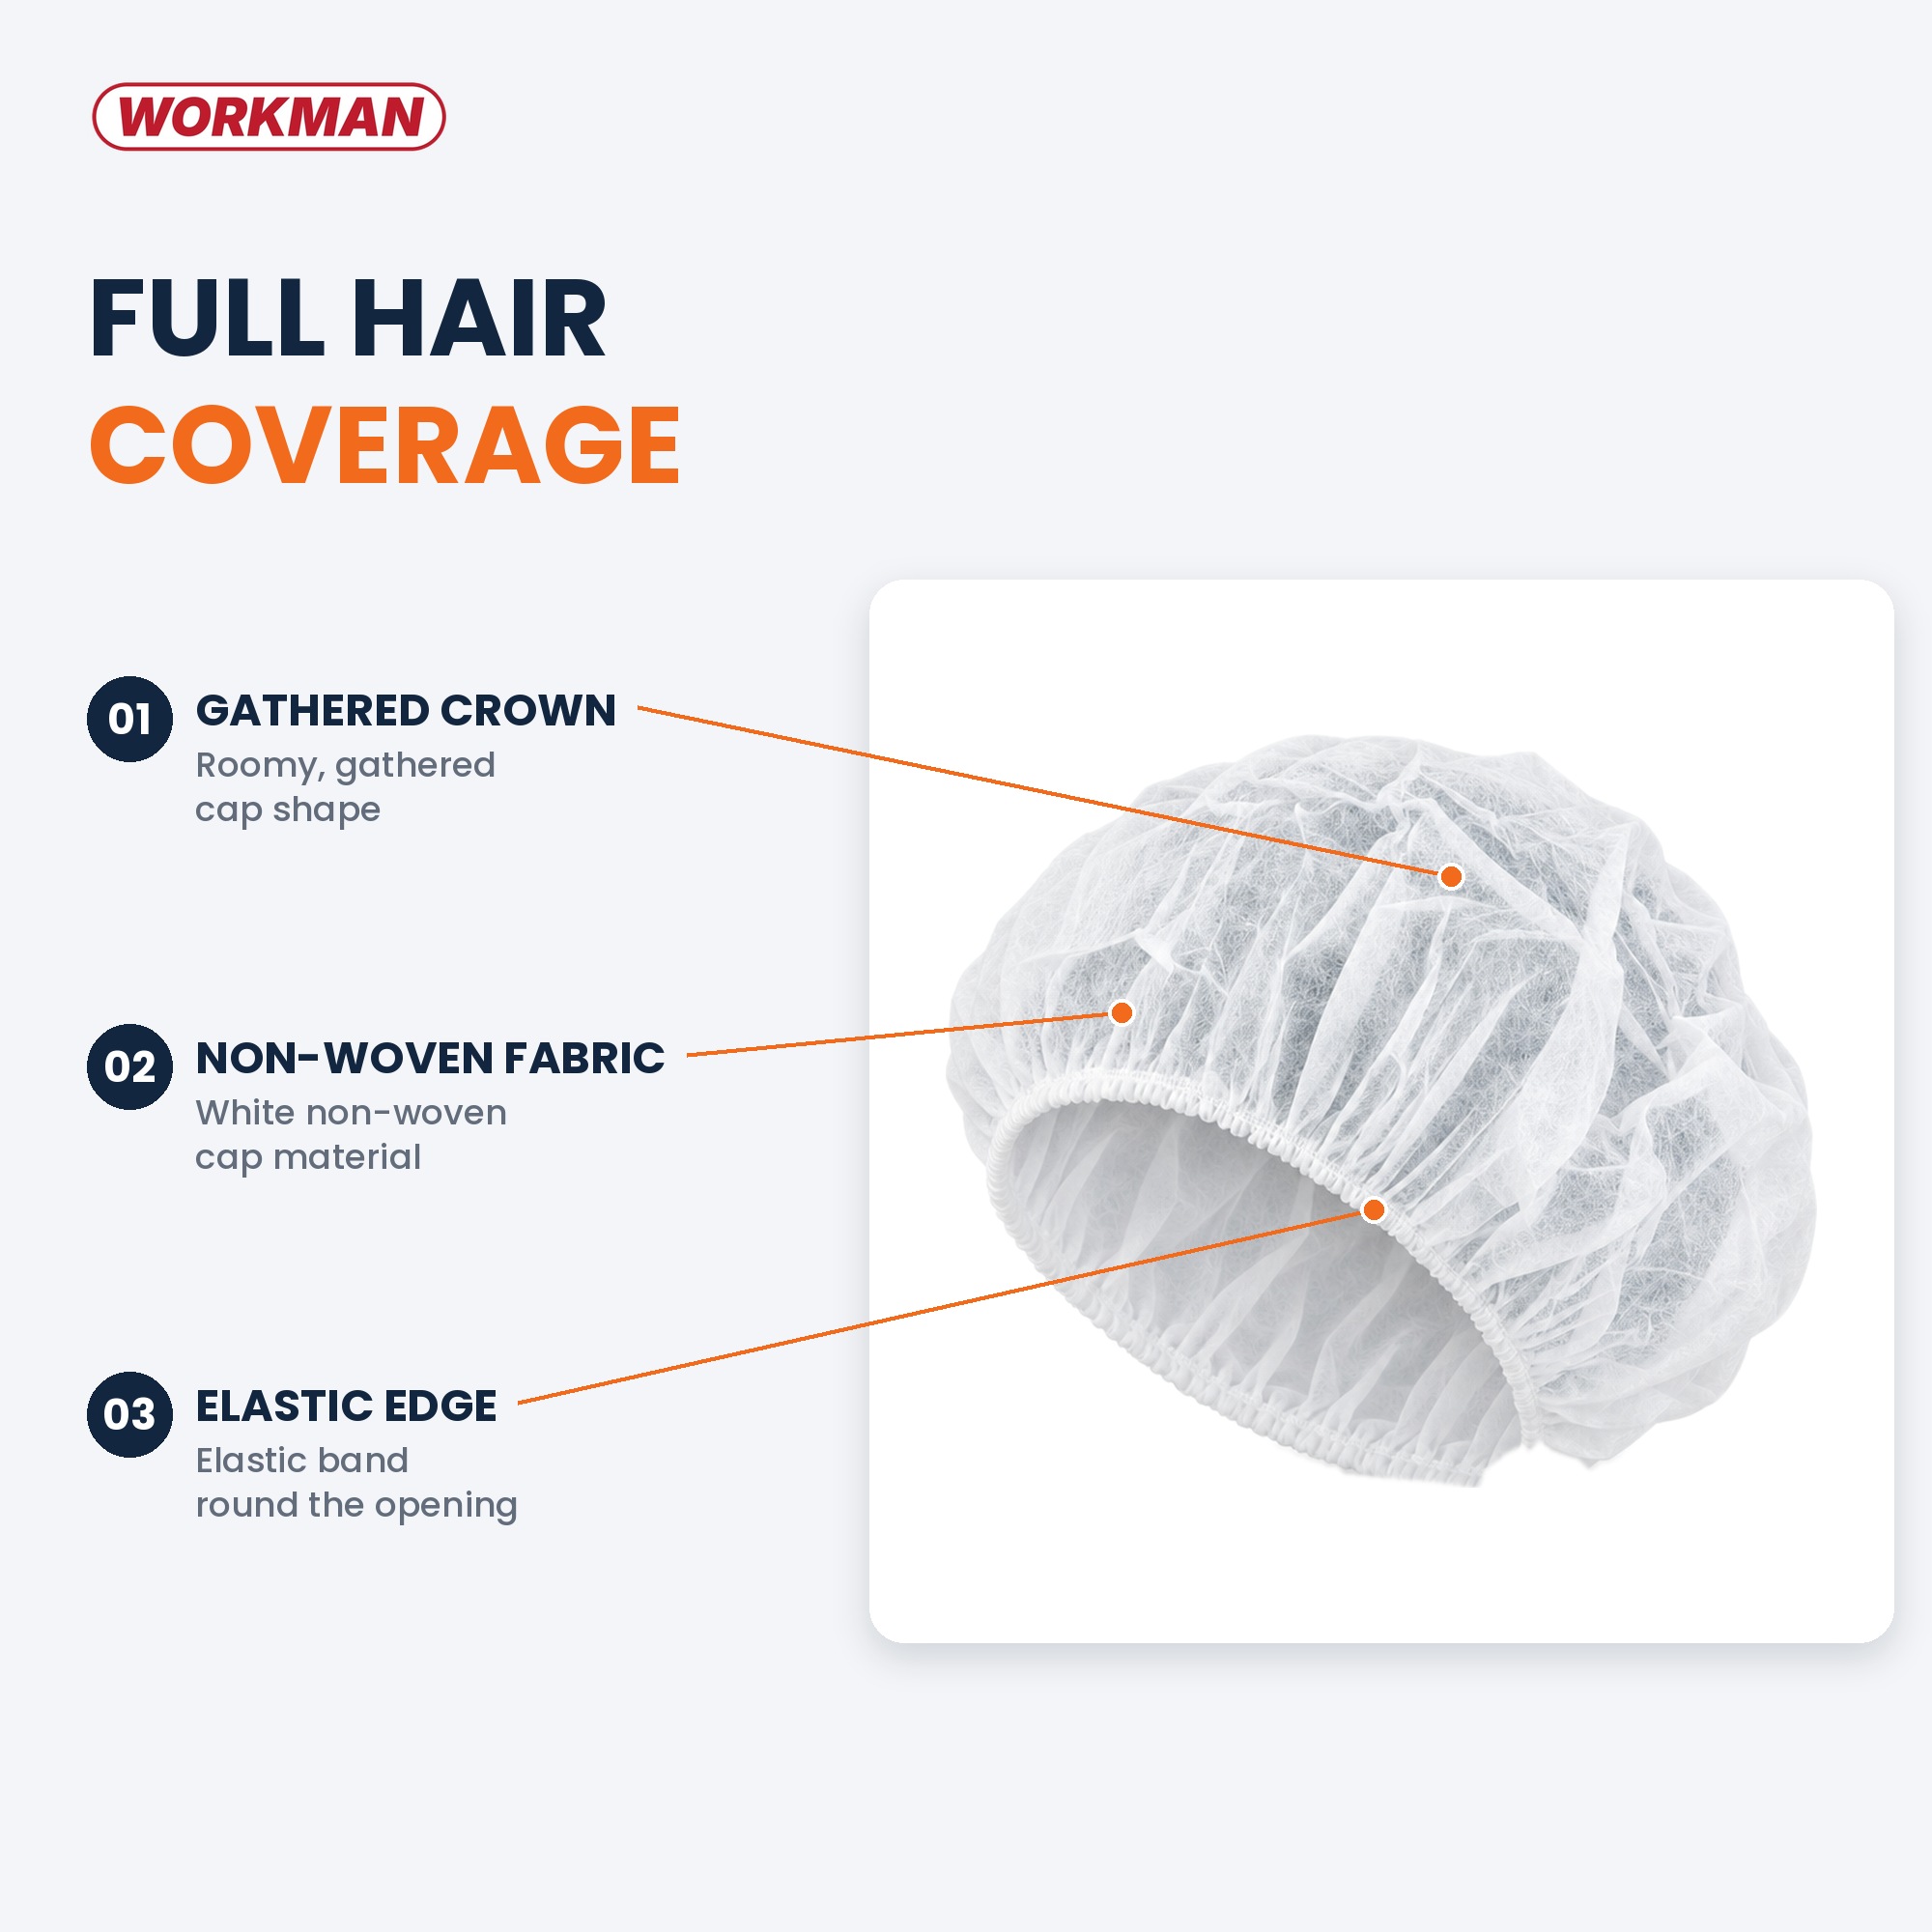 WORKMAN
FULL HAIR
COVERAGE
01
GATHERED CROWN
Roomy, gathered
cap shape
02
NON-WOVEN FABRIC
White non-woven
cap material
03
ELASTIC EDGE
Elastic band
round the opening